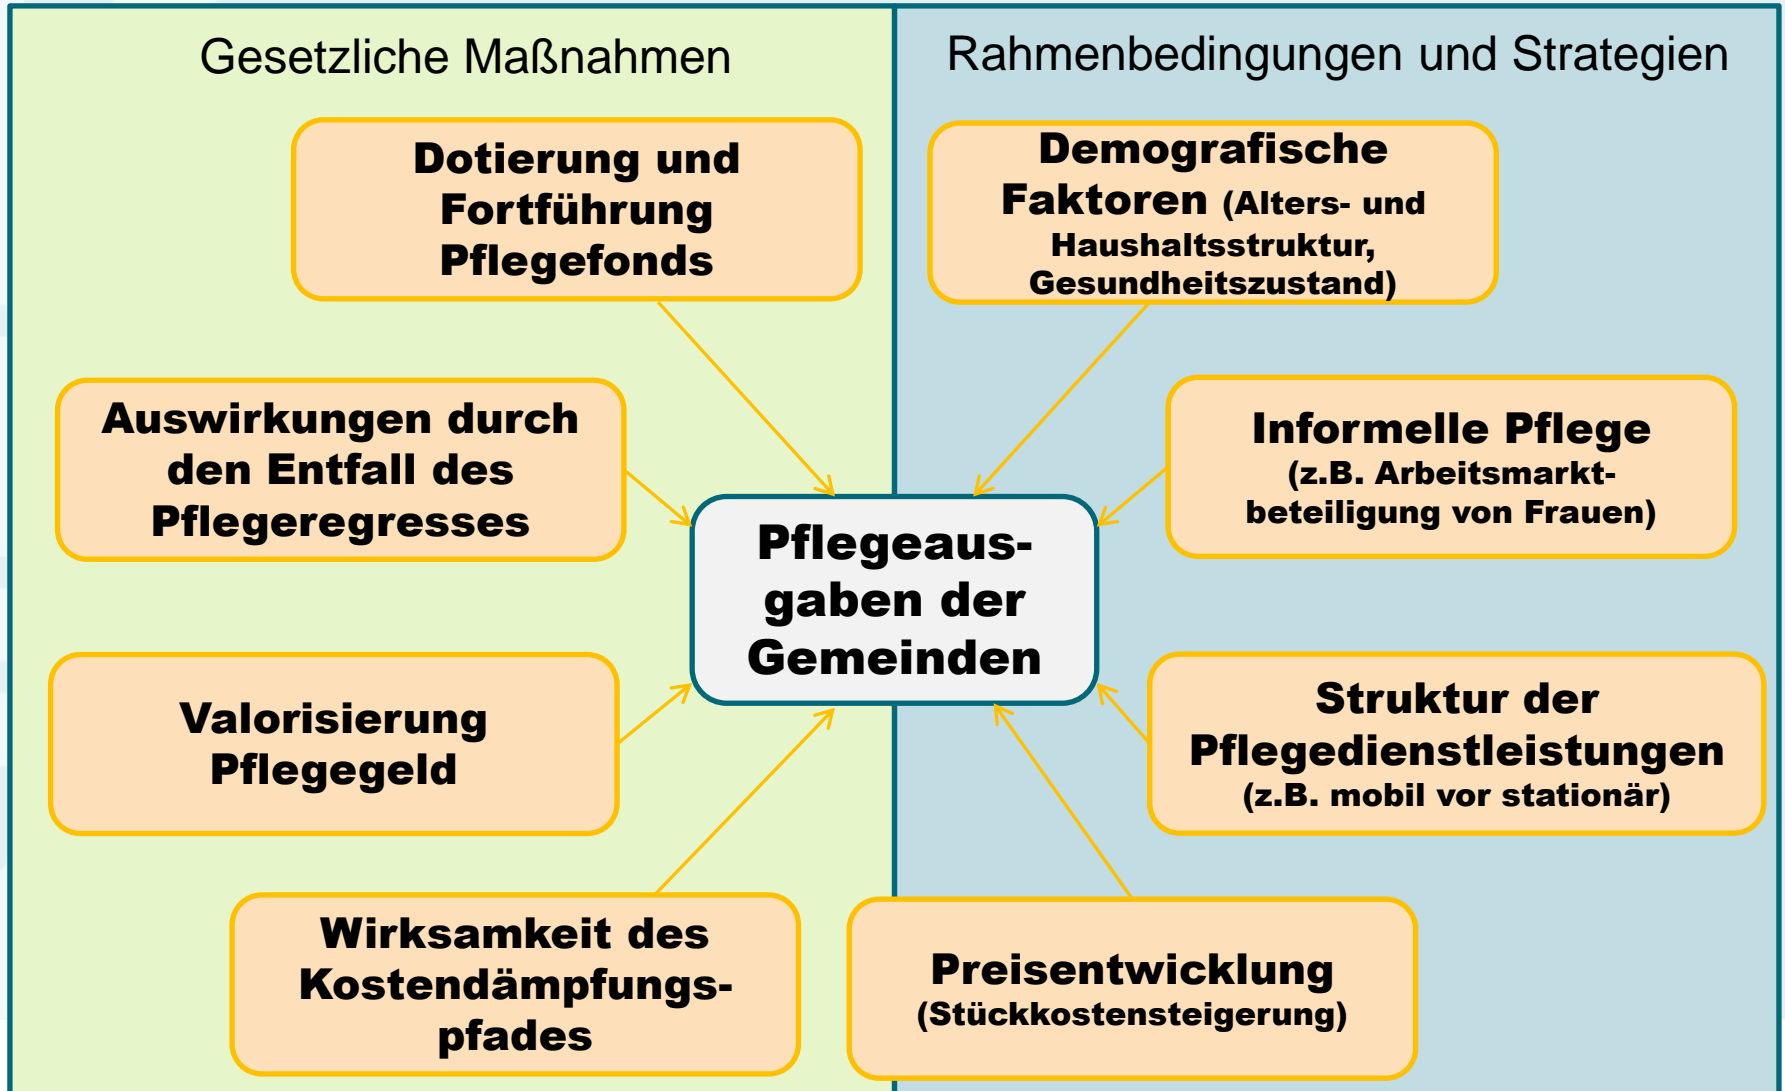 Gesetzliche Maßnahmen
Dotierung und
Fortführung
Pflegefonds
Auswirkungen durch
den Entfall des
Pflegeregresses
Valorisierung
Pflegegeld
Wirksamkeit des
Kostendämpfungs-
pfades
Pflegeaus-
gaben der
Gemeinden
Rahmenbedingungen und Strategien
Demografische
Faktoren (Alters- und
Haushaltsstruktur,
Gesundheitszustand)
Informelle Pflege
(z.B. Arbeitsmarkt-
beteiligung von Frauen)
Struktur der
Pflegedienstleistungen
(z.B. mobil vor stationär)
Preisentwicklung
(Stückkostensteigerung)